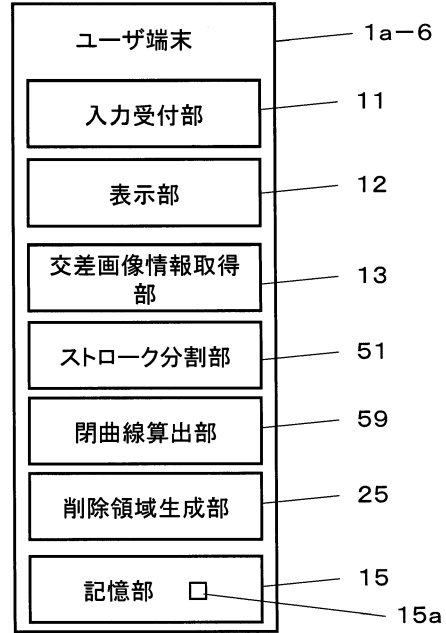 ユーザ端末
1a－6
入力受付部
11
表示部
12
交差画像情報取得
部
13
ストローク分割部
51
閉曲線算出部
59
削除領域生成部
25
記憶部
15
15a